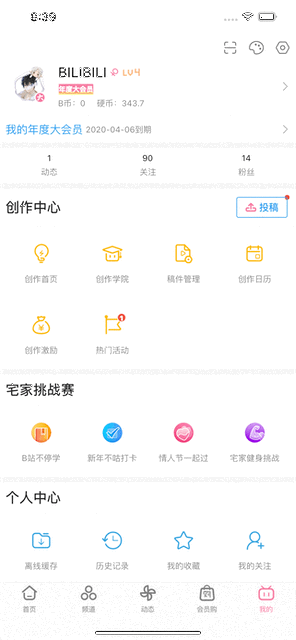 8:39
BILIBILI LV4
年度大会员
B币：0 硬币：343.7
我的年度大会员 2020-04-06到期
1 90 14
动态 关注 粉丝
创作中心 投稿
创作首页 创作学院 稿件管理 创作日历
1
创作激励 热门活动
宅家挑战赛
B站不停学 新年不咕打卡 情人节一起过 宅家健身挑战
个人中心
离线缓存 历史记录 我的收藏 我的关注
首页 频道 动态 会员购 我的